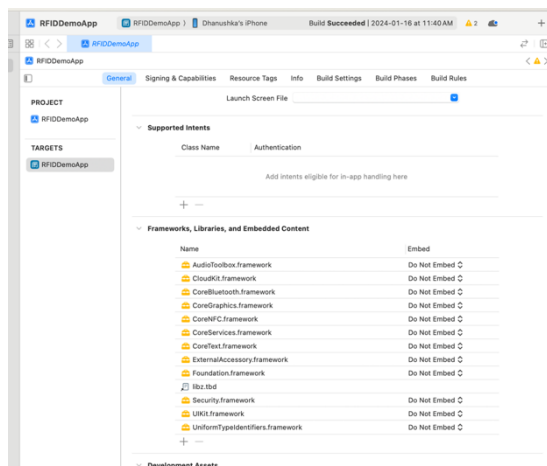 RFIDDemoApp
RFIDDemoApp 〉 Dhanushka's iPhone
Build Succeeded | 2024-01-16 at 11:40 AM
2
RFIDDemoApp
RFIDDemoApp
General Signing & Capabilities Resource Tags Info Build Settings Build Phases Build Rules
PROJECT
RFIDDemoApp
TARGETS
RFIDDemoApp
Launch Screen File
Supported Intents
Class Name Authentication
Add intents eligible for in-app handling here
Frameworks, Libraries, and Embedded Content
Name Embed
AudioToolbox.framework Do Not Embed
CloudKit.framework Do Not Embed
CoreBluetooth.framework Do Not Embed
CoreGraphics.framework Do Not Embed
CoreNFC.framework Do Not Embed
CoreServices.framework Do Not Embed
CoreText.framework Do Not Embed
ExternalAccessory.framework Do Not Embed
Foundation.framework Do Not Embed
libz.tbd
Security.framework Do Not Embed
UIKit.framework Do Not Embed
UniformTypeIdentifiers.framework Do Not Embed
Development Assets